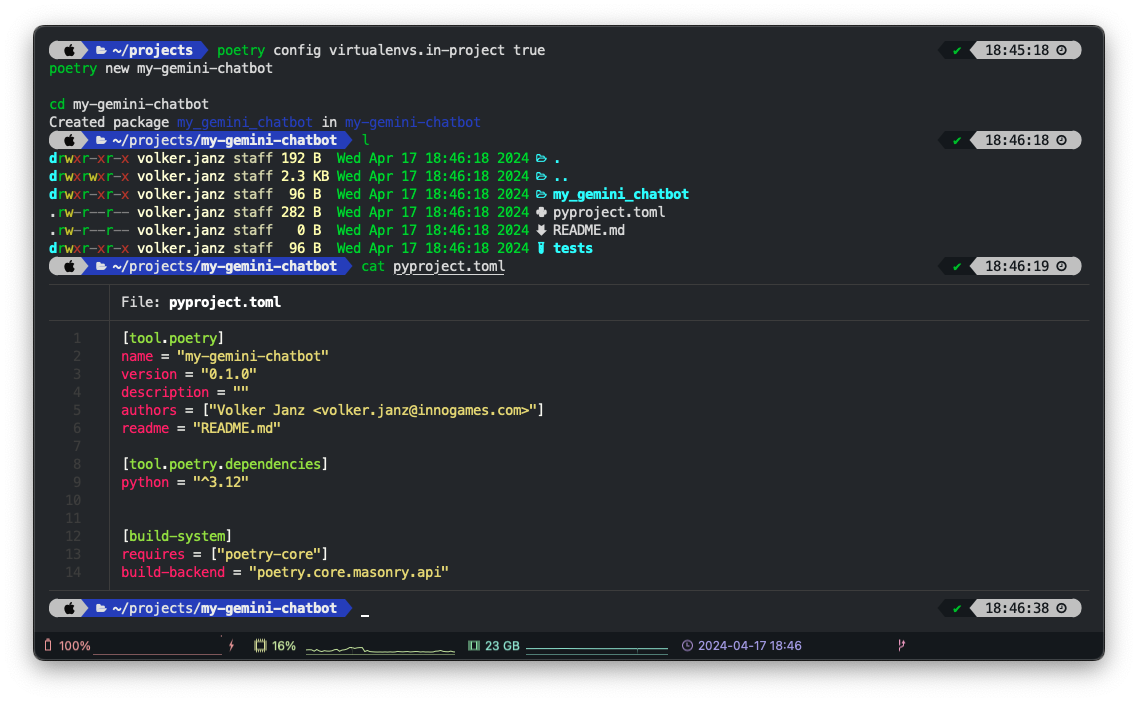 ~/projects poetry config virtualenvs.in-project true ✔ 18:45:18
poetry new my-gemini-chatbot
cd my-gemini-chatbot
Created package my_gemini_chatbot in my-gemini-chatbot
~/projects/my-gemini-chatbot l ✔ 18:46:18
drwxr-xr-x volker.janz staff 192 B Wed Apr 17 18:46:18 2024 .
drwxrwxr-x volker.janz staff 2.3 KB Wed Apr 17 18:46:18 2024 ..
drwxr-xr-x volker.janz staff 96 B Wed Apr 17 18:46:18 2024 my_gemini_chatbot
.rw-r--r-- volker.janz staff 282 B Wed Apr 17 18:46:18 2024 pyproject.toml
.rw-r--r-- volker.janz staff 0 B Wed Apr 17 18:46:18 2024 README.md
drwxr-xr-x volker.janz staff 96 B Wed Apr 17 18:46:18 2024 tests
~/projects/my-gemini-chatbot cat pyproject.toml ✔ 18:46:19
File: pyproject.toml
1 [tool.poetry]
2 name = "my-gemini-chatbot"
3 version = "0.1.0"
4 description = ""
5 authors = ["Volker Janz <volker.janz@innogames.com>"]
6 readme = "README.md"
7
8 [tool.poetry.dependencies]
9 python = "^3.12"
10
11
12 [build-system]
13 requires = ["poetry-core"]
14 build-backend = "poetry.core.masonry.api"
~/projects/my-gemini-chatbot _ ✔ 18:46:38
100% 16% 23 GB 2024-04-17 18:46